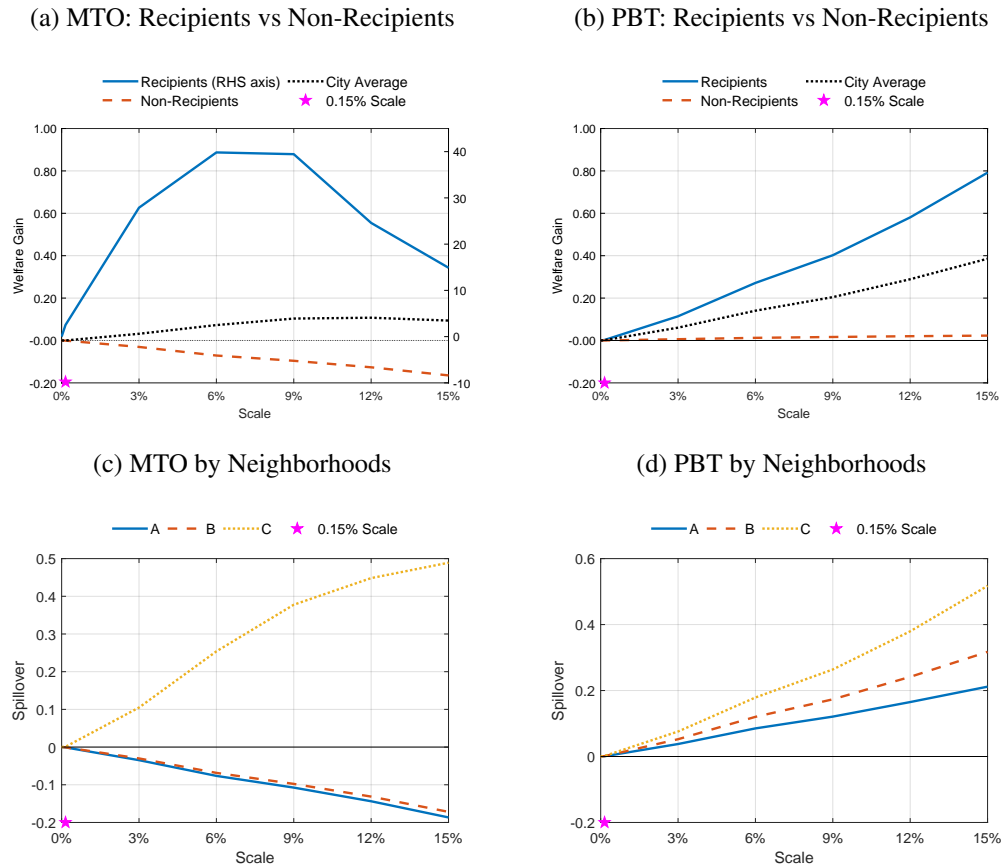 (a) MTO: Recipients vs Non-Recipients
Recipients (RHS axis) City Average
Non-Recipients 0.15% Scale
1.00
0.80
0.60
0.40
0.20
-0.00
-0.20
40
30
20
10
0
-10
Welfare Gain
0% 3% 6% 9% 12% 15%
Scale
(b) PBT: Recipients vs Non-Recipients
Recipients City Average
Non-Recipients 0.15% Scale
1.00
0.80
0.60
0.40
0.20
-0.00
-0.20
Welfare Gain
0% 3% 6% 9% 12% 15%
Scale
(c) MTO by Neighborhoods
A B C 0.15% Scale
0.5
0.4
0.3
0.2
0.1
0
-0.1
-0.2
Spillover
0% 3% 6% 9% 12% 15%
Scale
(d) PBT by Neighborhoods
A B C 0.15% Scale
0.6
0.4
0.2
0
-0.2
Spillover
0% 3% 6% 9% 12% 15%
Scale